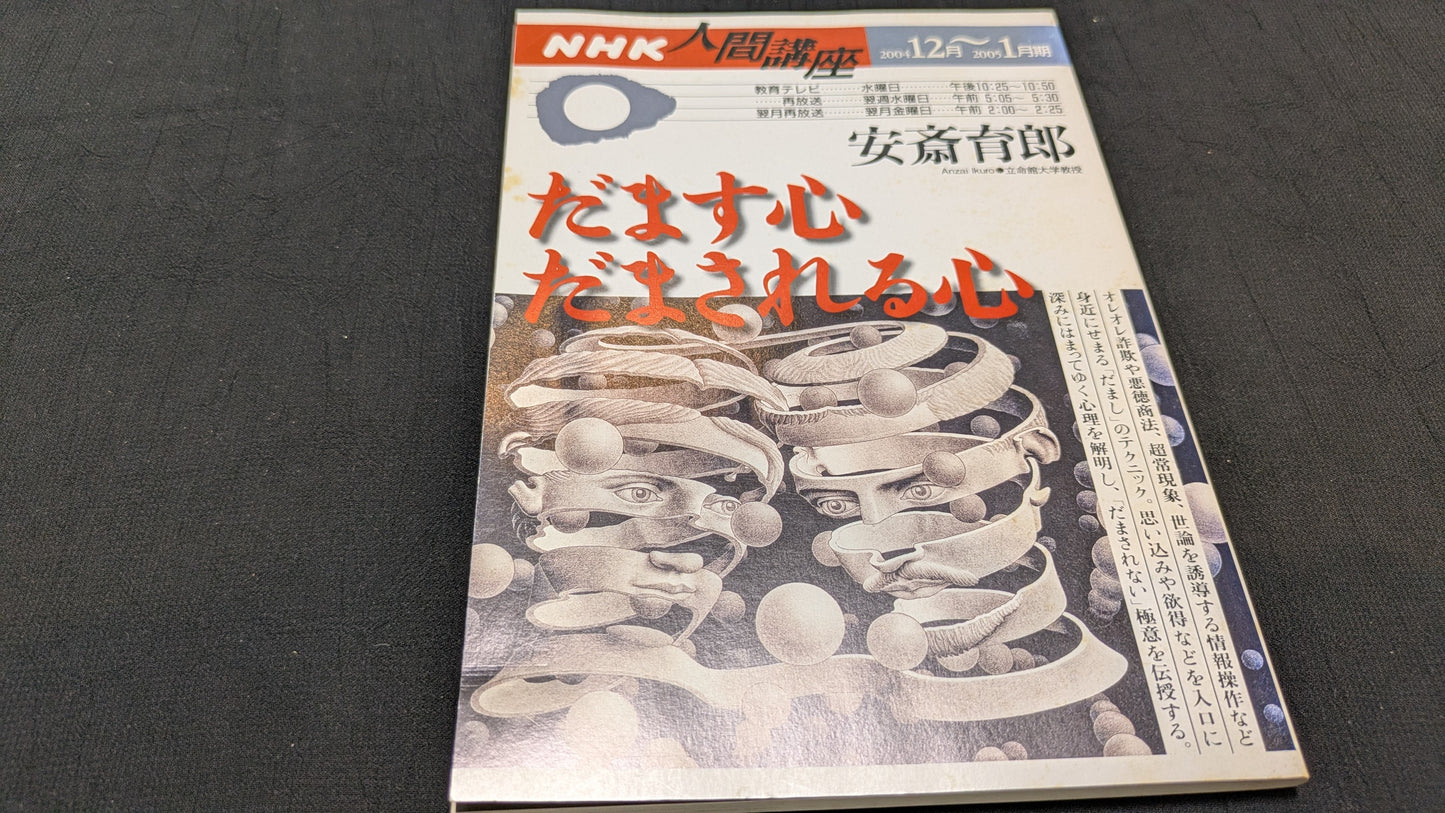 NHK 人間講座
2004 12月〜2005 1月期
教育テレビ……水曜日……午後10:25〜10:50
……再放送……翌週水曜日……午前 5:05〜 5:30
翌月再放送……翌月金曜日……午前 2:00〜 2:25
安斎育郎
Anzai Ikuro●立命館大学教授
だます心
だまされる心
オレオレ詐欺や悪徳商法、超常現象、世論を誘導する情報操作など
身近にせまる「だまし」のテクニック。思い込みや欲得などを入口に
深みにはまってゆく心理を解明し、「だまされない」極意を伝授する。